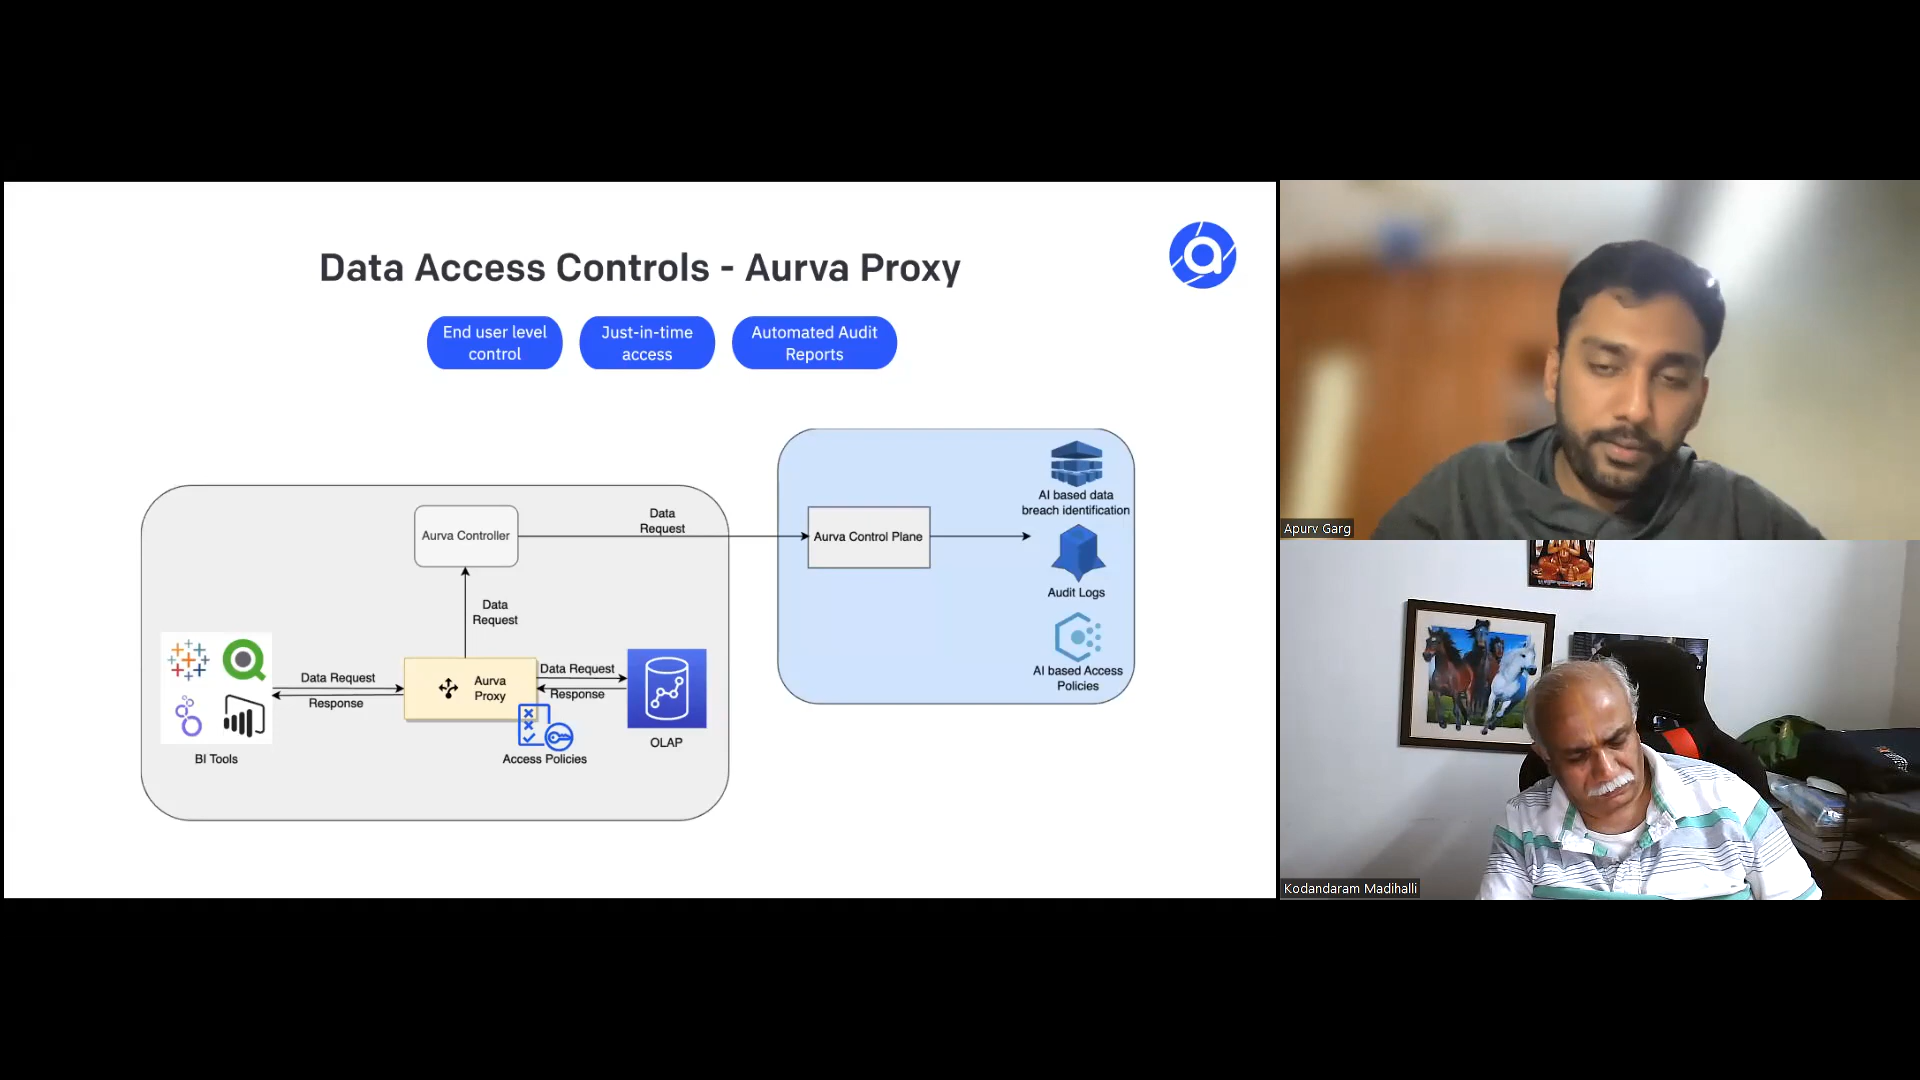 Data Access Controls - Aurva Proxy
End user level
control
Just-in-time
access
Automated Audit
Reports
Aurva Controller
Data
Request
Data
Request
BI Tools
Data Request
Response
Aurva
Proxy
Access Policies
Data Request
Response
OLAP
Aurva Control Plane
AI based data
breach identification
Audit Logs
AI based Access
Policies
Apurv Garg
Kodandaram Madihalli